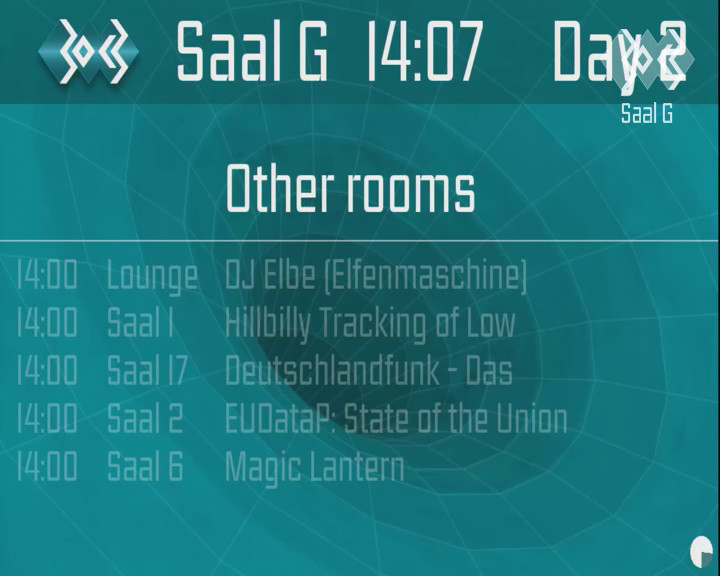 Saal G 14:07 Day 2
Saal G
Other rooms
14:00 Lounge DJ Elbe (Elfenmaschine)
14:00 Saal 1 Hillbilly Tracking of Low
14:00 Saal 17 Deutschlandfunk - Das
14:00 Saal 2 EUDataP: State of the Union
14:00 Saal 6 Magic Lantern